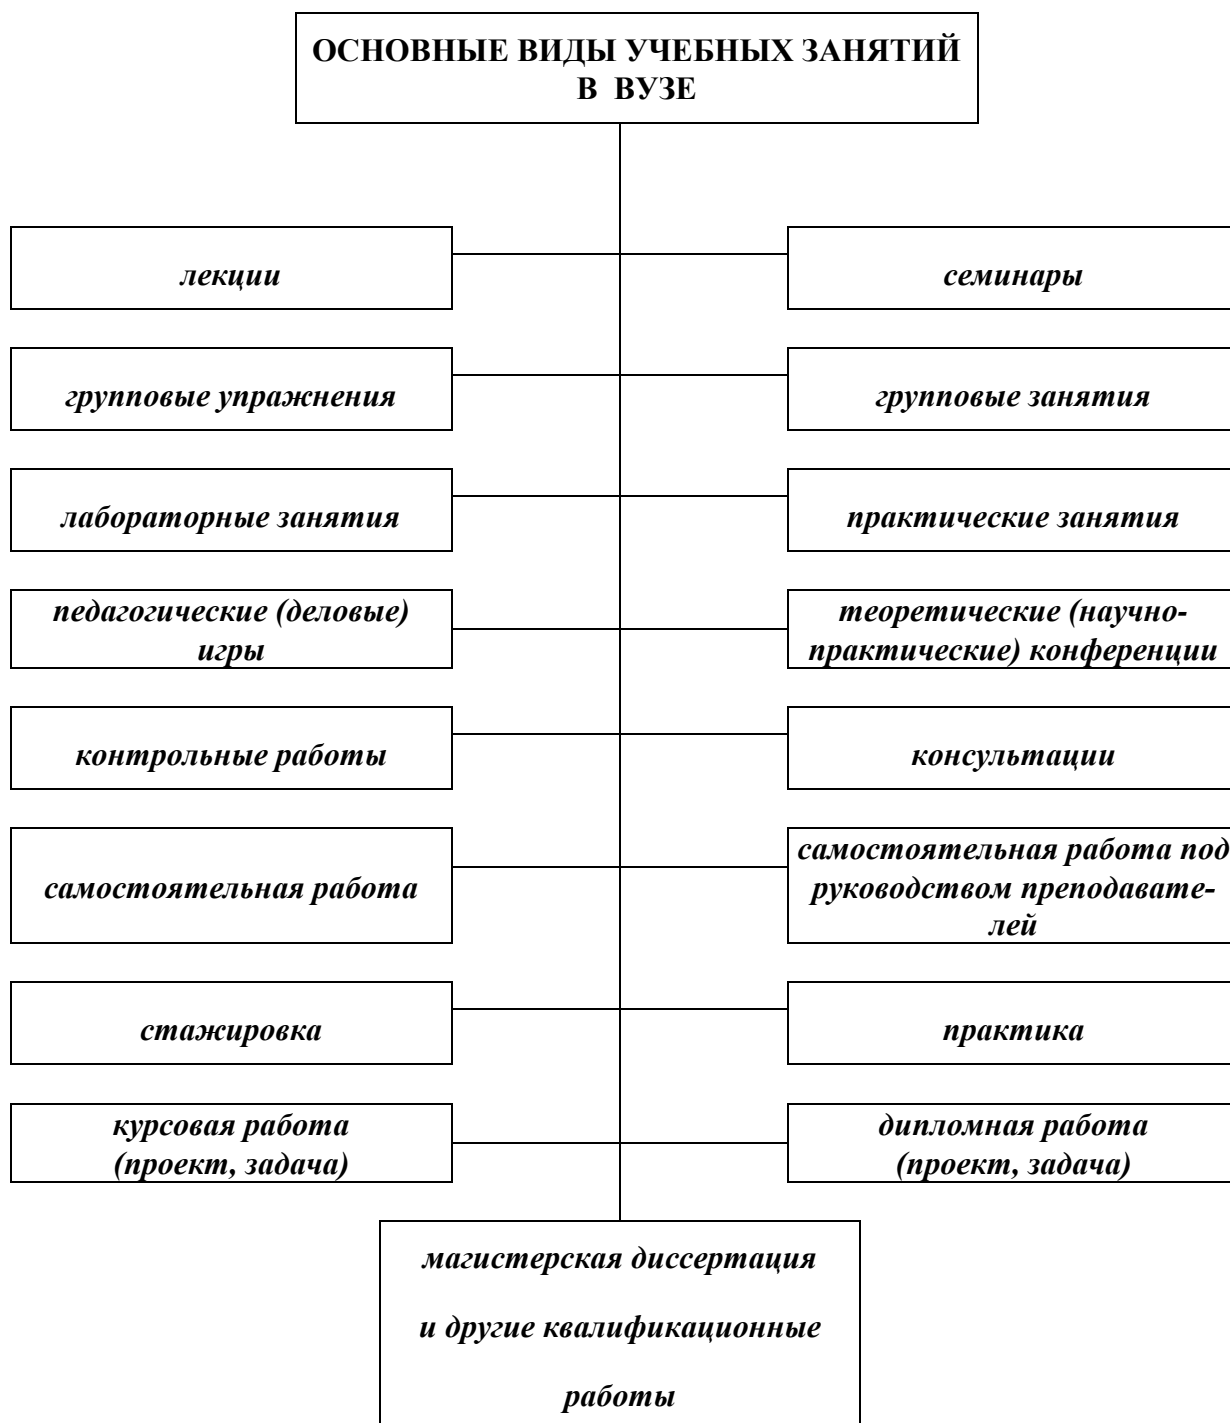 ОСНОВНЫЕ ВИДЫ УЧЕБНЫХ ЗАНЯТИЙ
В ВУЗЕ
лекции
семинары
групповые упражнения
групповые занятия
лабораторные занятия
практические занятия
педагогические (деловые)
игры
теоретические (научно-
практические) конференции
контрольные работы
консультации
самостоятельная работа
самостоятельная работа под
руководством преподавате-
лей
стажировка
практика
курсовая работа
(проект, задача)
дипломная работа
(проект, задача)
магистерская диссертация
и другие квалификационные
работы